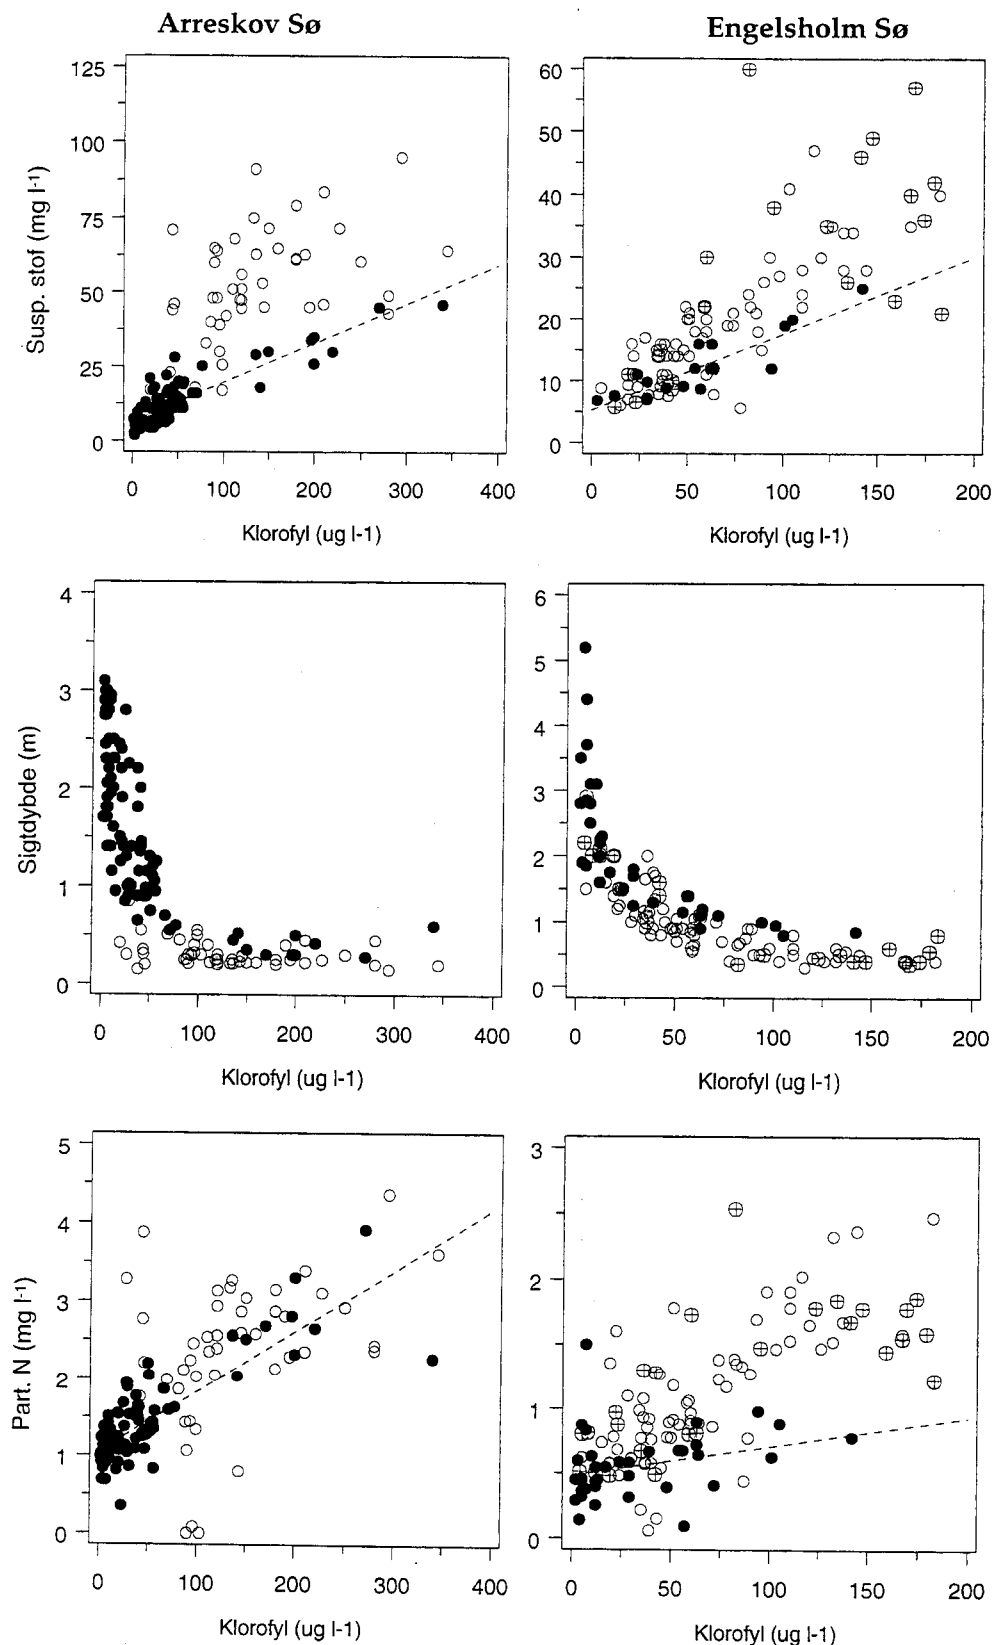 Arreskov Sø
Engelsholm Sø
Susp. stof (mg l-1)
125
100
75
50
25
0
0 100 200 300 400
Klorofyl (ug l-1)
60
50
40
30
20
10
0
0 50 100 150 200
Klorofyl (ug l-1)
Sigtdybde (m)
4
3
2
1
0
0 100 200 300 400
Klorofyl (ug l-1)
6
5
4
3
2
1
0
0 50 100 150 200
Klorofyl (ug l-1)
Part. N (mg l-1)
5
4
3
2
1
0
0 100 200 300 400
Klorofyl (ug l-1)
3
2
1
0
0 50 100 150 200
Klorofyl (ug l-1)